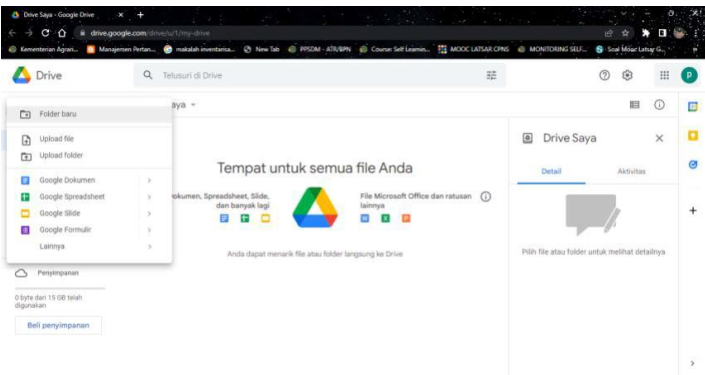 Drive Saya - Google Drive
drive.google.com/drive/u/1/my-drive
Kementerian Agrari... Manajemen Pertan... makalah inventarisa... New Tab PPSDM - ATR/BPN Course: Self Learnin... MOOC LATSAR CPNS MONITORING SELF... Soal Mooc Latsar G...
Drive
Telusuri di Drive
P
Folder baru
aya
Upload file
Upload folder
Google Dokumen
Google Spreadsheet
Google Slide
Google Formulir
Lainnya
Tempat untuk semua file Anda
okumen, Spreadsheet, Slide,
dan banyak lagi
File Microsoft Office dan ratusan
lainnya
Anda dapat menarik file atau folder langsung ke Drive
Drive Saya
Detail Aktivitas
Pilih file atau folder untuk melihat detailnya
Penyimpanan
0 byte dari 15 GB telah
digunakan
Beli penyimpanan